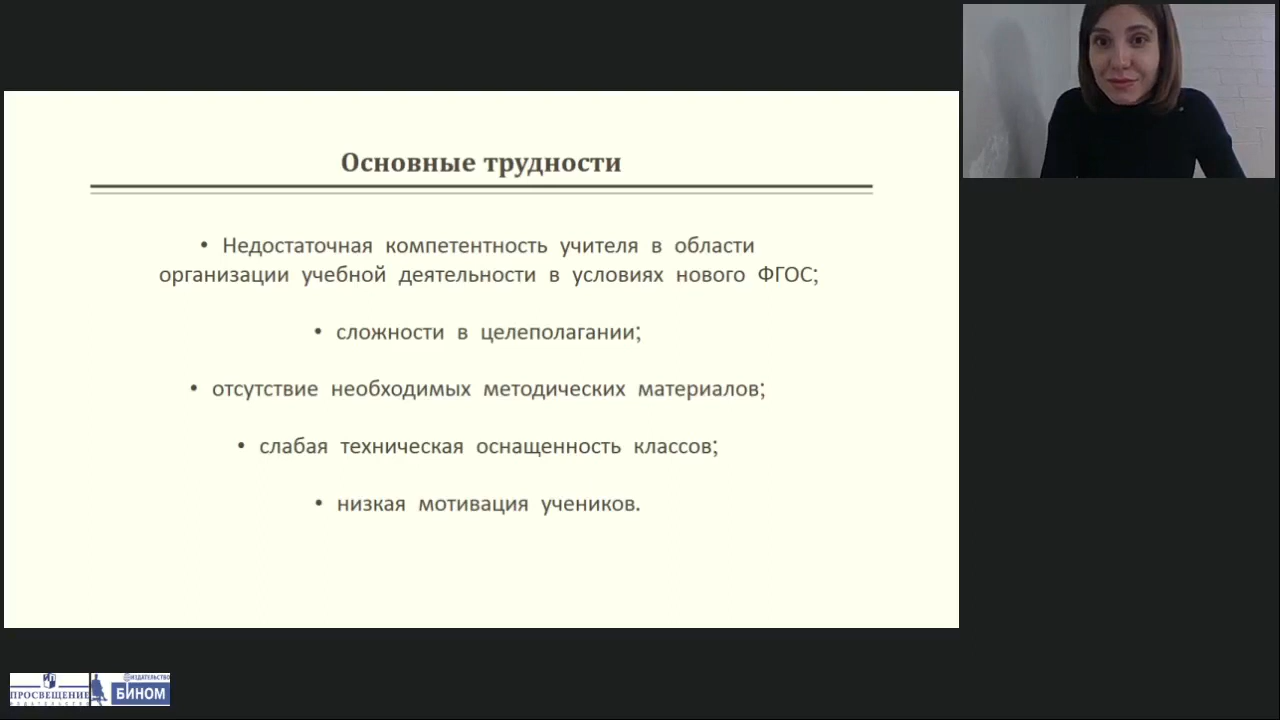 Основные трудности
• Недостаточная компетентность учителя в области
организации учебной деятельности в условиях нового ФГОС;
• сложности в целеполагании;
• отсутствие необходимых методических материалов;
• слабая техническая оснащенность классов;
• низкая мотивация учеников.
ПРОСВЕЩЕНИЕ
ИЗДАТЕЛЬСТВО
ИЗДАТЕЛЬСТВО
БИНОМ